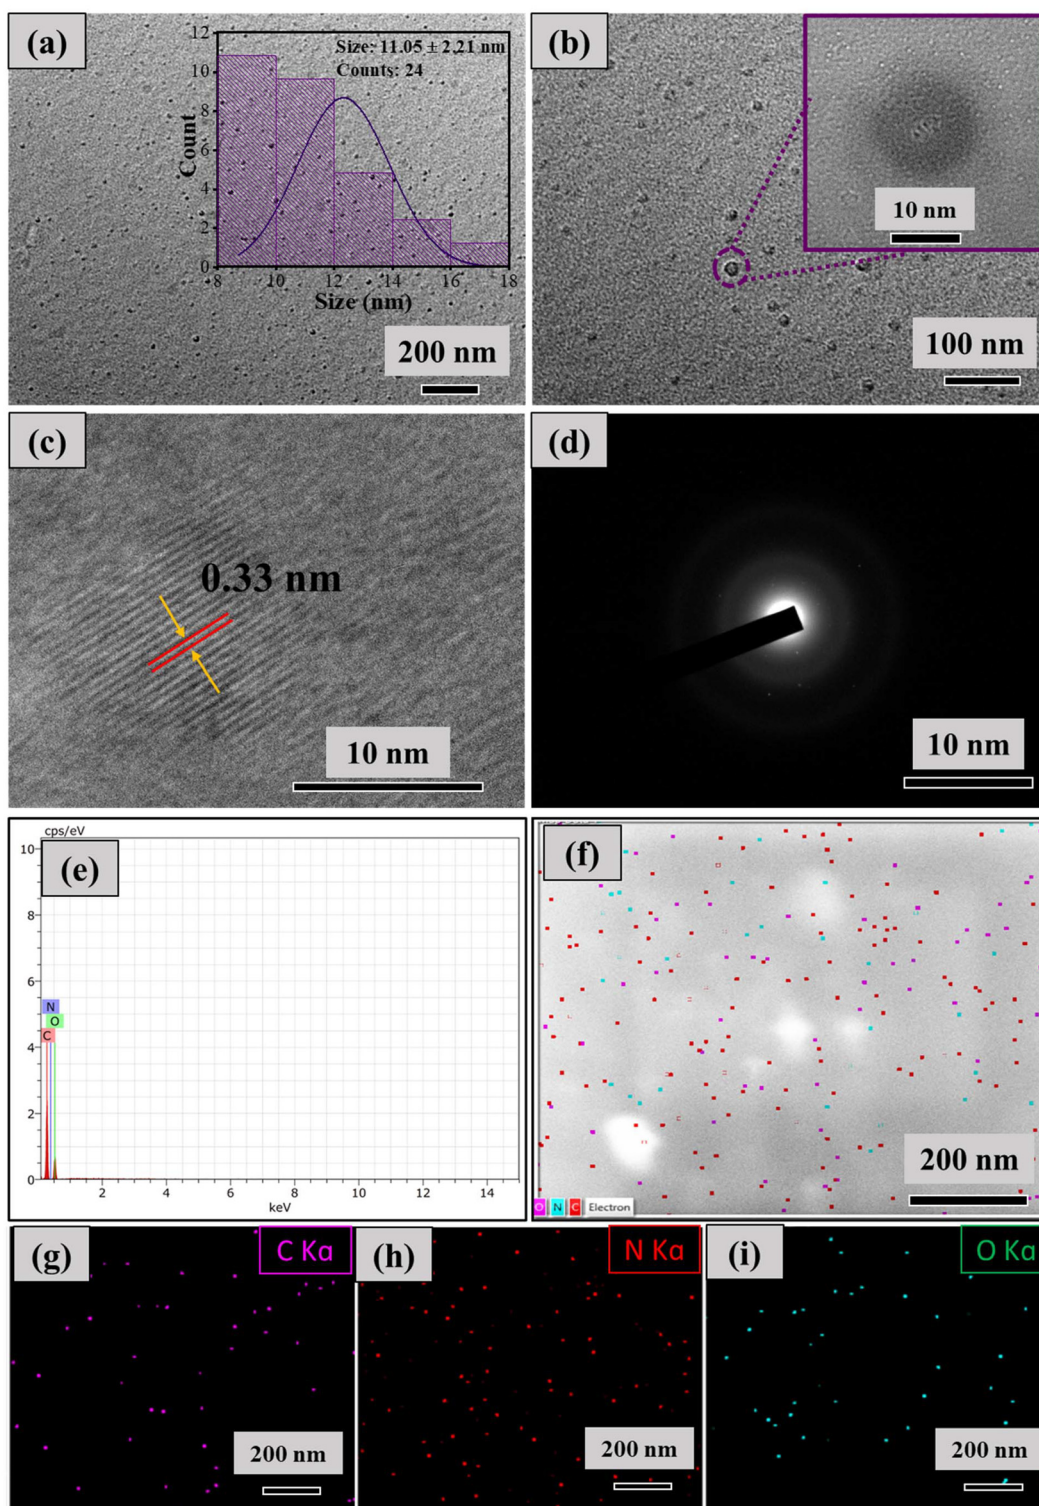 (a)
Size: 11.05 ± 2.21 nm
Counts: 24
12
10
8
6
4
2
0
Count
8 10 12 14 16 18
Size (nm)
200 nm
(b)
10 nm
100 nm
(c)
0.33 nm
10 nm
(d)
10 nm
(e)
cps/eV
10
8
6
4
2
0
N
O
C
2 4 6 8 10 12 14
keV
(f)
200 nm
O N C Electron
(g)
C Kα
200 nm
(h)
N Kα
200 nm
(i)
O Kα
200 nm